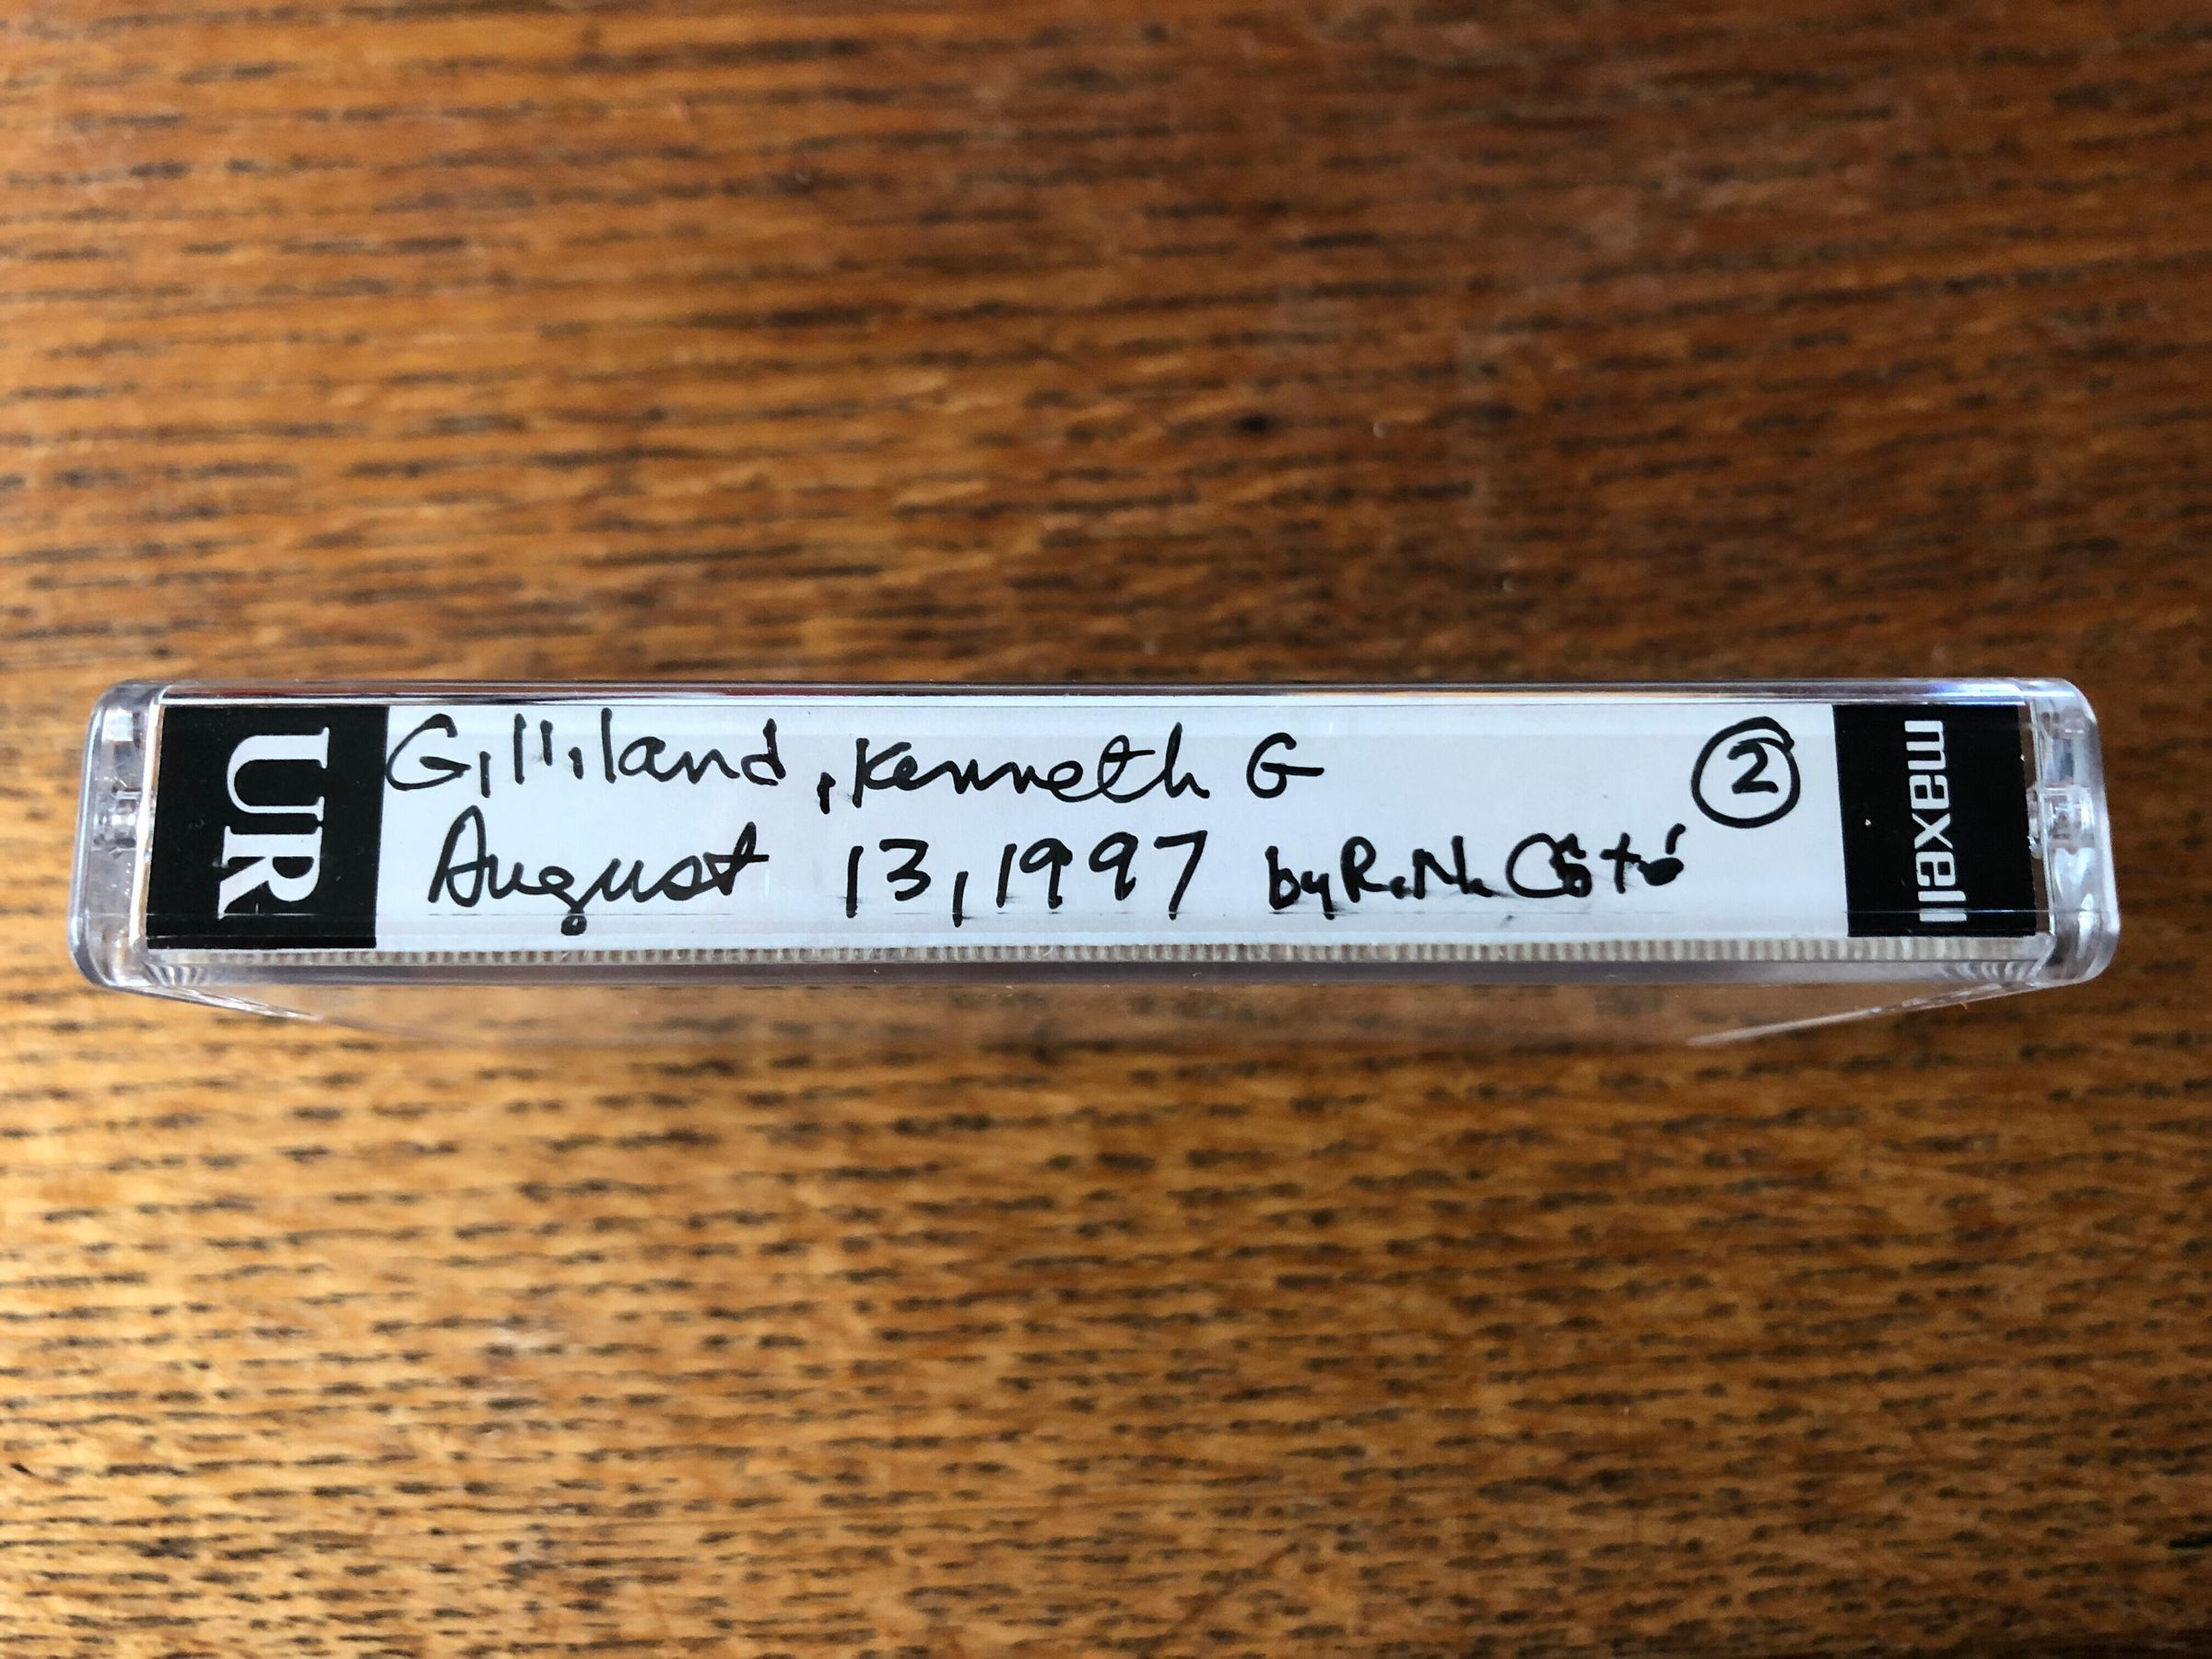 UR
Gilliland, Kenneth G
②
August 13, 1997 by R. N. Côté
maxell